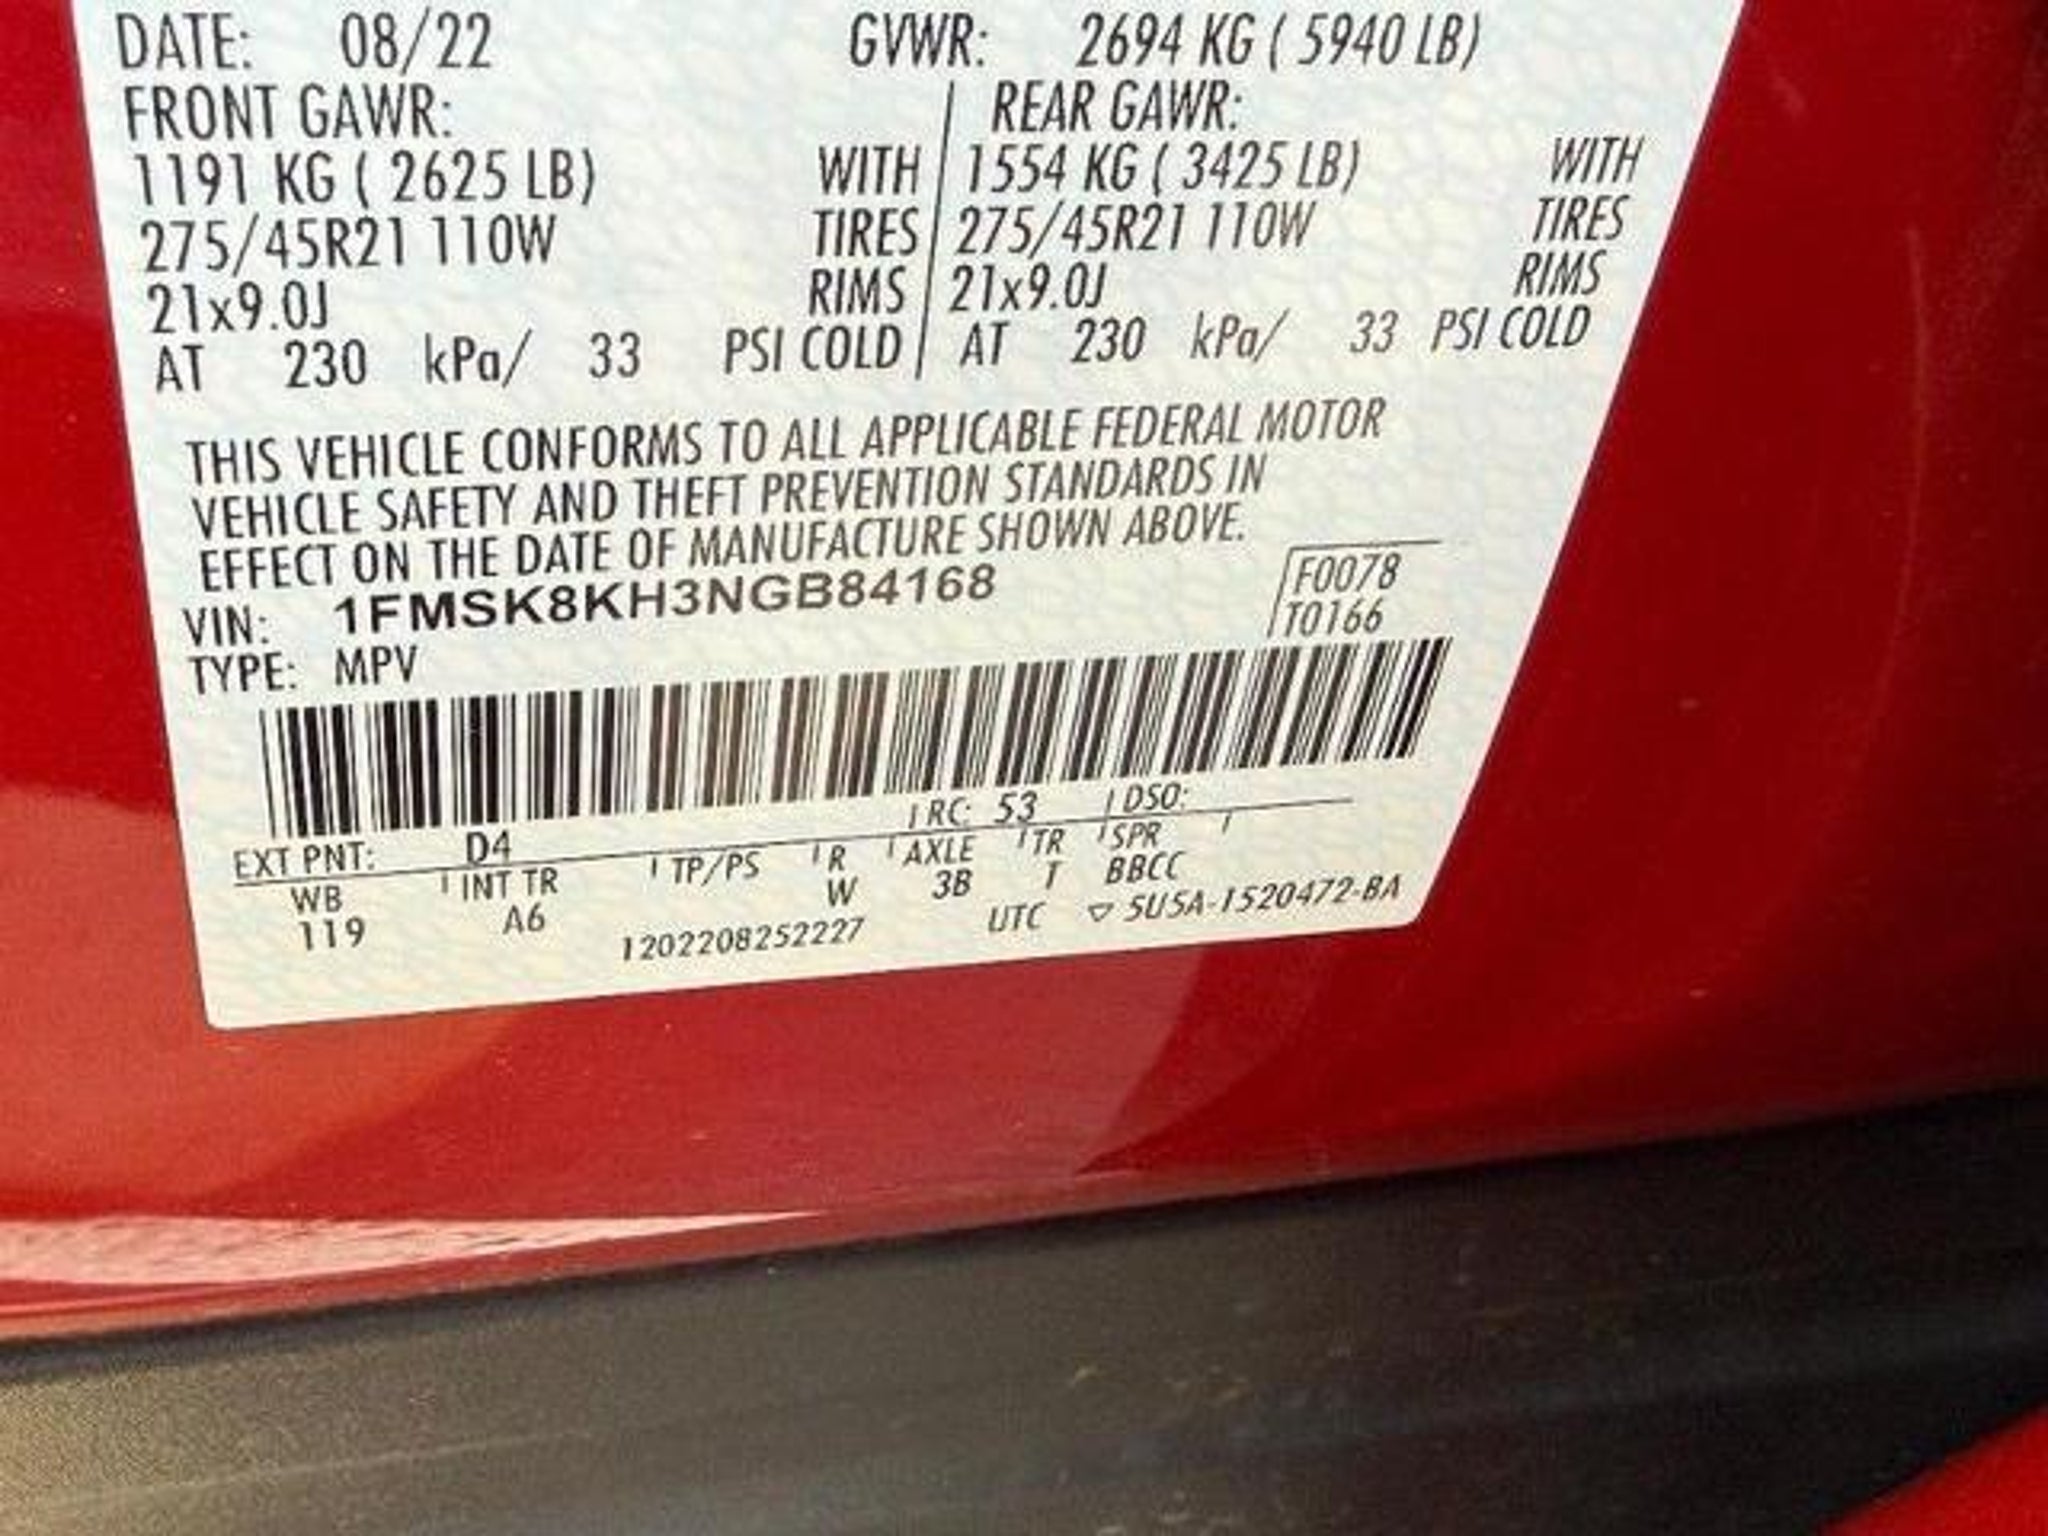 DATE: 08/22 GVWR: 2694 KG ( 5940 LB)
FRONT GAWR: REAR GAWR:
1191 KG ( 2625 LB) WITH 1554 KG ( 3425 LB) WITH
275/45R21 110W TIRES 275/45R21 110W TIRES
21x9.0J RIMS 21x9.0J RIMS
AT 230 kPa/ 33 PSI COLD AT 230 kPa/ 33 PSI COLD
THIS VEHICLE CONFORMS TO ALL APPLICABLE FEDERAL MOTOR
VEHICLE SAFETY AND THEFT PREVENTION STANDARDS IN
EFFECT ON THE DATE OF MANUFACTURE SHOWN ABOVE.
VIN: 1FMSK8KH3NGB84168 F0078
TYPE: MPV T0166
EXT PNT: D4 RC: 53 DSO:
WB INT TR TP/PS R AXLE TR SPR
119 A6 W 3B T BBCC
1202208252227 UTC ▽ 5U5A-1520472-BA